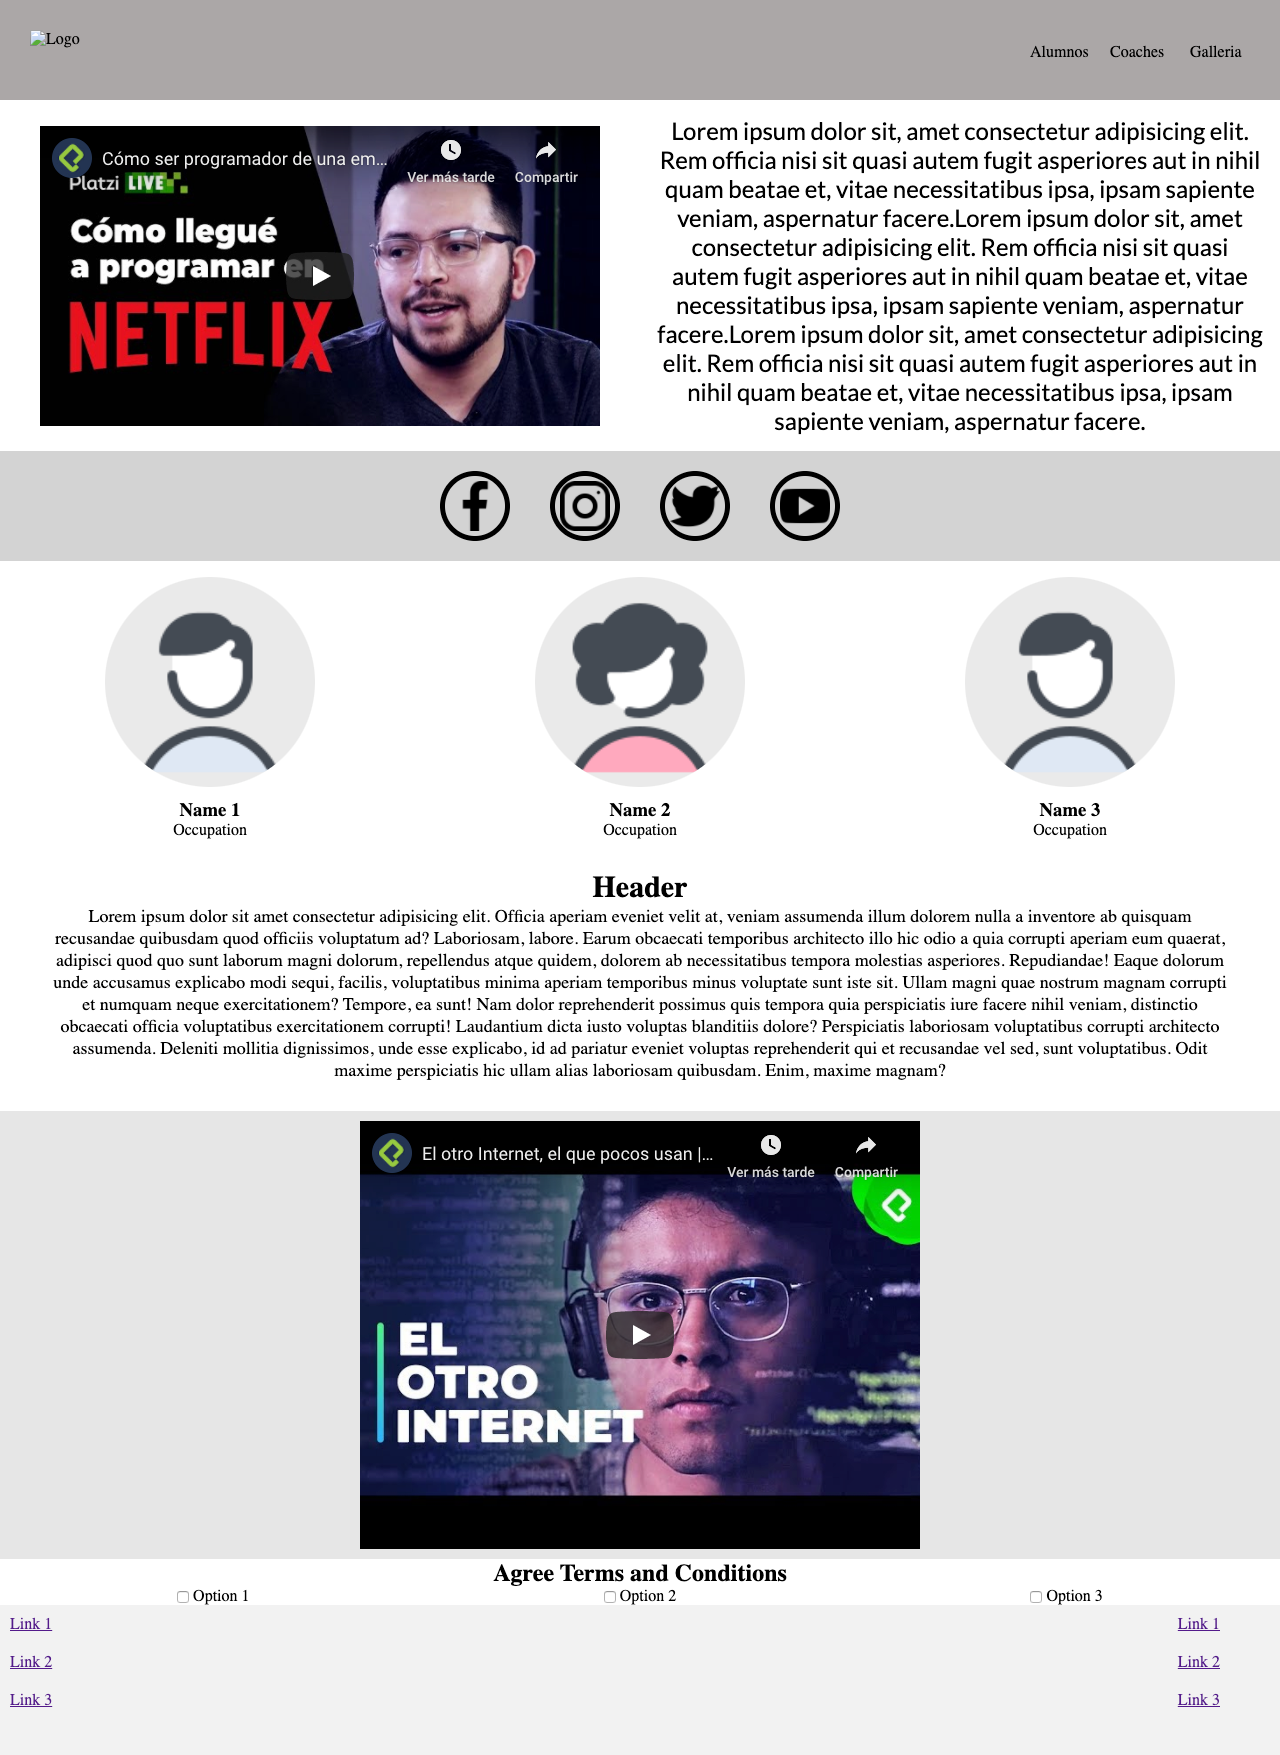 Logo
Alumnos Coaches Galleria
Cómo ser programador de una em...
Ver más tarde Compartir
Platzi LIVE
Cómo llegué
a programar en
NETFLIX
Lorem ipsum dolor sit, amet consectetur adipisicing elit.
Rem officia nisi sit quasi autem fugit asperiores aut in nihil
quam beatae et, vitae necessitatibus ipsa, ipsam sapiente
veniam, aspernatur facere.Lorem ipsum dolor sit, amet
consectetur adipisicing elit. Rem officia nisi sit quasi
autem fugit asperiores aut in nihil quam beatae et, vitae
necessitatibus ipsa, ipsam sapiente veniam, aspernatur
facere.Lorem ipsum dolor sit, amet consectetur adipisicing
elit. Rem officia nisi sit quasi autem fugit asperiores aut in
nihil quam beatae et, vitae necessitatibus ipsa, ipsam
sapiente veniam, aspernatur facere.
Name 1
Occupation
Name 2
Occupation
Name 3
Occupation
Header
Lorem ipsum dolor sit amet consectetur adipisicing elit. Officia aperiam eveniet velit at, veniam assumenda illum dolorem nulla a inventore ab quisquam
recusandae quibusdam quod officiis voluptatum ad? Laboriosam, labore. Earum obcaecati temporibus architecto illo hic odio a quia corrupti aperiam eum quaerat,
adipisci quod quo sunt laborum magni dolorum, repellendus atque quidem, dolorem ab necessitatibus tempora molestias asperiores. Repudiandae! Eaque dolorum
unde accusamus explicabo modi sequi, facilis, voluptatibus minima aperiam temporibus minus voluptate sunt iste sit. Ullam magni quae nostrum magnam corrupti
et numquam neque exercitationem? Tempore, ea sunt! Nam dolor reprehenderit possimus quis tempora quia perspiciatis iure facere nihil veniam, distinctio
obcaecati officia voluptatibus exercitationem corrupti! Laudantium dicta iusto voluptas blanditiis dolore? Perspiciatis laboriosam voluptatibus corrupti architecto
assumenda. Deleniti mollitia dignissimos, unde esse explicabo, id ad pariatur eveniet voluptas reprehenderit qui et recusandae vel sed, sunt voluptatibus. Odit
maxime perspiciatis hic ullam alias laboriosam quibusdam. Enim, maxime magnam?
El otro Internet, el que pocos usan |...
Ver más tarde Compartir
EL
OTRO
INTERNET
Agree Terms and Conditions
Option 1 Option 2 Option 3
Link 1
Link 2
Link 3
Link 1
Link 2
Link 3